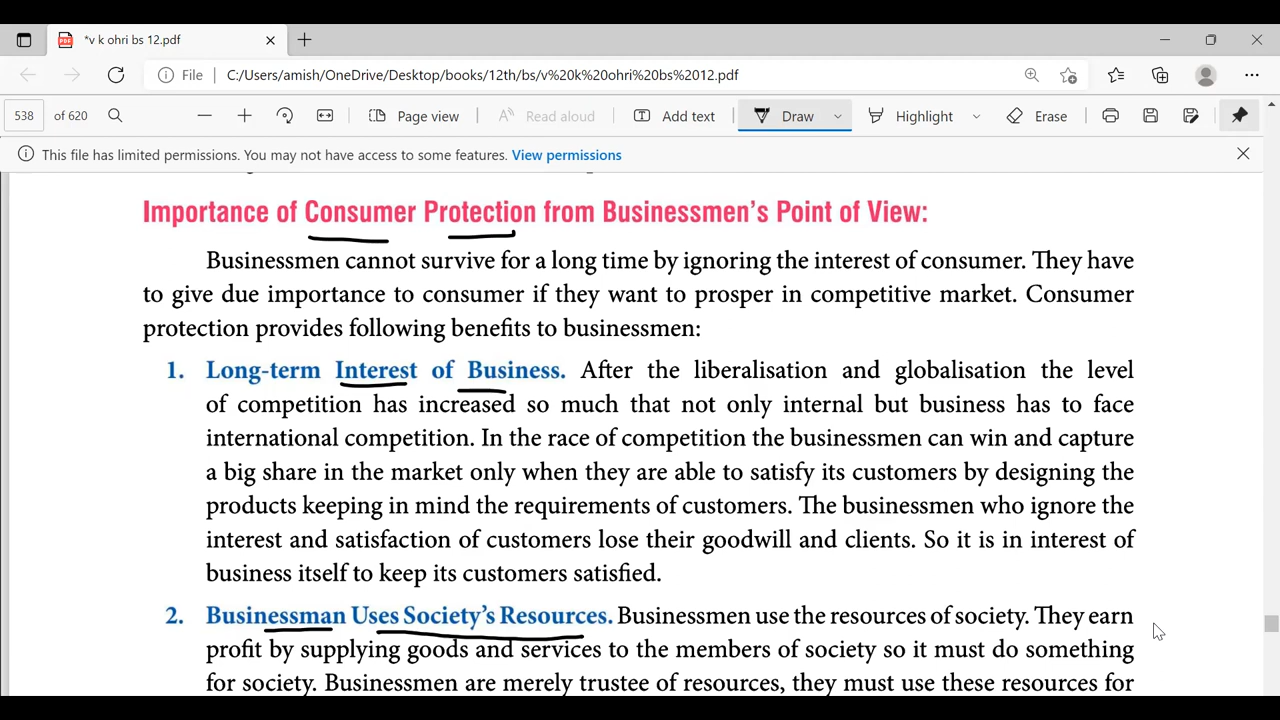 *v k ohri bs 12.pdf
File C:/Users/amish/OneDrive/Desktop/books/12th/bs/v%20k%20ohri%20bs%2012.pdf
538 of 620 Page view Read aloud Add text Draw Highlight Erase
This file has limited permissions. You may not have access to some features. View permissions
Importance of Consumer Protection from Businessmen's Point of View:
Businessmen cannot survive for a long time by ignoring the interest of consumer. They have
to give due importance to consumer if they want to prosper in competitive market. Consumer
protection provides following benefits to businessmen:
1. Long-term Interest of Business. After the liberalisation and globalisation the level
of competition has increased so much that not only internal but business has to face
international competition. In the race of competition the businessmen can win and capture
a big share in the market only when they are able to satisfy its customers by designing the
products keeping in mind the requirements of customers. The businessmen who ignore the
interest and satisfaction of customers lose their goodwill and clients. So it is in interest of
business itself to keep its customers satisfied.
2. Businessman Uses Society's Resources. Businessmen use the resources of society. They earn
profit by supplying goods and services to the members of society so it must do something
for society. Businessmen are merely trustee of resources, they must use these resources for